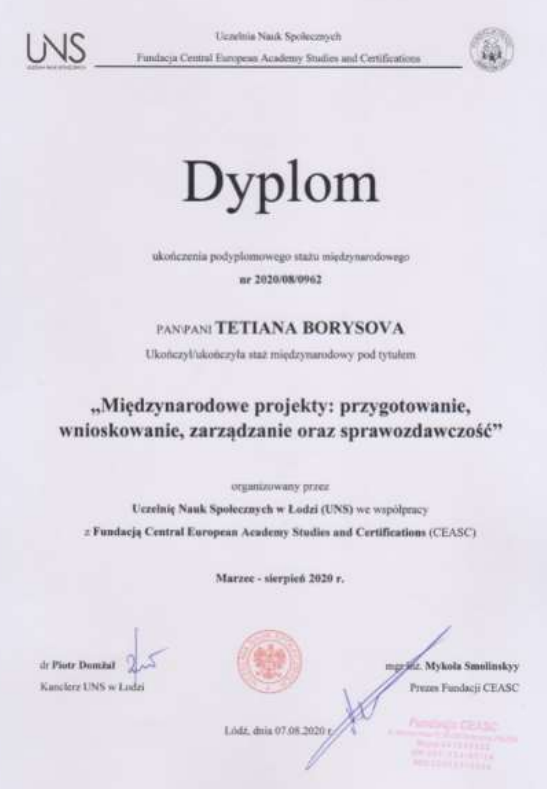 UNS
Uczelnia Nauk Społecznych
Fundacja Central European Academy Studies and Certifications
Dyplom
ukończenia podyplomowego stażu międzynarodowego
nr 2020/08/0962
PAN\PANI TETIANA BORYSOVA
Ukończył/ukończyła staż międzynarodowy pod tytułem
„Międzynarodowe projekty: przygotowanie,
wnioskowanie, zarządzanie oraz sprawozdawczość”
organizowany przez
Uczelnię Nauk Społecznych w Łodzi (UNS) we współpracy
z Fundacją Central European Academy Studies and Certifications (CEASC)
Marzec - sierpień 2020 r.
dr Piotr Domżał
Kanclerz UNS w Łodzi
mgr inż. Mykola Smolinskyy
Prezes Fundacji CEASC
Łódź, dnia 07.08.2020 r.
Fundacja CEASC